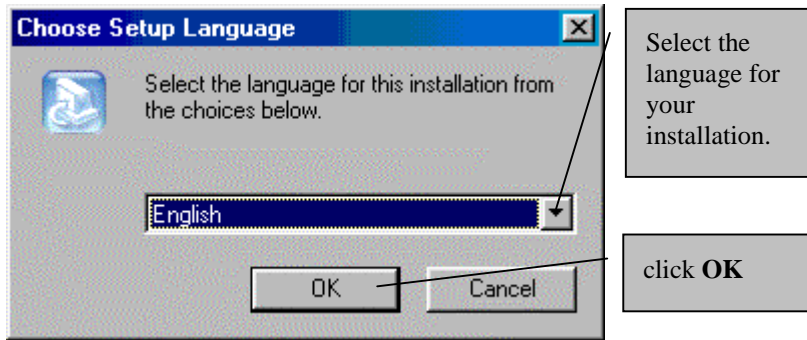 Choose Setup Language
Select the language for this installation from
the choices below.
English
OK
Cancel
Select the
language for
your
installation.
click OK